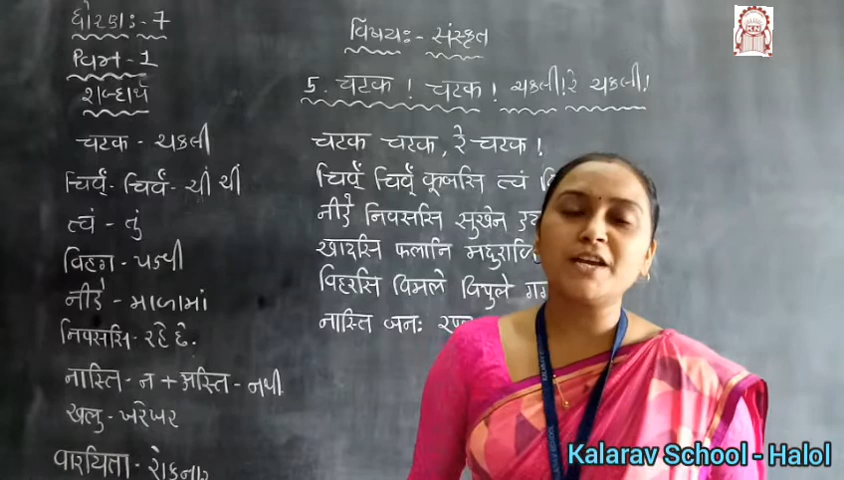 ધોરણ :- 7
વિષય :- સંસ્કૃત
પાઠ - 1
શબ્દાર્થ
5. चटक ! चटक ! ચકલી! રે ચકલી!
चटक - ચકલી
चिव्ँ - चिव्ँ - ચીં ચીં
त्वं - તું
विहग - પક્ષી
नीडे - માળામાં
निवससि - રહે છે.
नास्ति - न + अस्ति - નથી
खलु - ખરેખર
वारयिता - રોકનાર
चटक चटक, रे चटक !
चिव्ँ चिव्ँ कूजसि त्वं
नीडे निवससि सुखेन
खादसि फलानि
विहरसि विमले विपुले
नास्ति जनः
Kalarav School - Halol